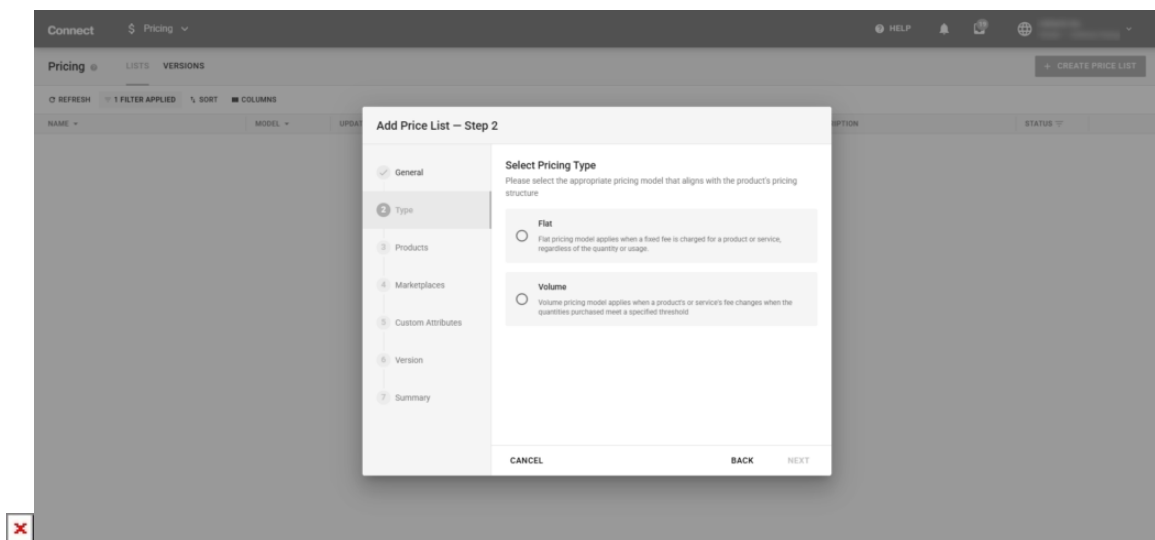 Connect $ Pricing HELP
Pricing LISTS VERSIONS + CREATE PRICE LIST
REFRESH 1 FILTER APPLIED SORT COLUMNS
NAME MODEL UPDAT IPTION STATUS
Add Price List — Step 2
General
2 Type
3 Products
4 Marketplaces
5 Custom Attributes
6 Version
7 Summary
Select Pricing Type
Please select the appropriate pricing model that aligns with the product's pricing
structure
Flat
Flat pricing model applies when a fixed fee is charged for a product or service,
regardless of the quantity or usage.
Volume
Volume pricing model applies when a product's or service's fee changes when the
quantities purchased meet a specified threshold
CANCEL BACK NEXT